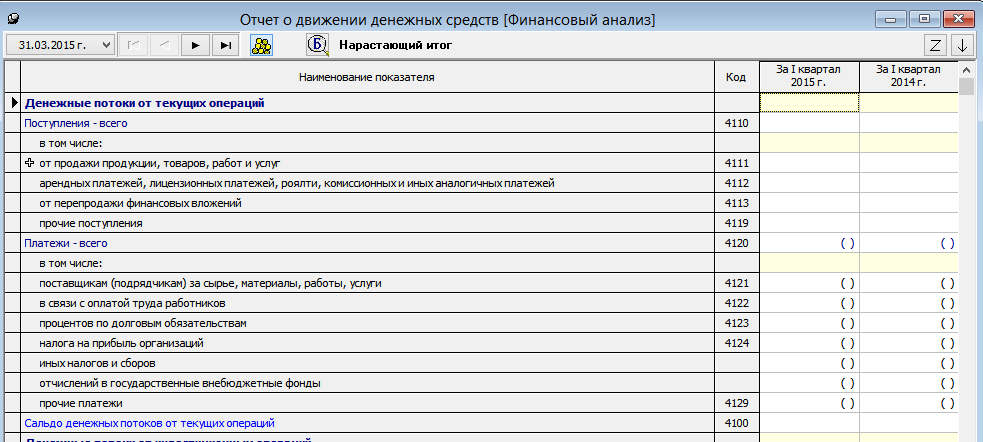 Отчет о движении денежных средств [Финансовый анализ]
31.03.2015 г. Б Нарастающий итог Z
Наименование показателя Код За I квартал 2015 г. За I квартал 2014 г.
Денежные потоки от текущих операций
Поступления - всего 4110
в том числе:
от продажи продукции, товаров, работ и услуг 4111
арендных платежей, лицензионных платежей, роялти, комиссионных и иных аналогичных платежей 4112
от перепродажи финансовых вложений 4113
прочие поступления 4119
Платежи - всего 4120 ( ) ( )
в том числе:
поставщикам (подрядчикам) за сырье, материалы, работы, услуги 4121 ( ) ( )
в связи с оплатой труда работников 4122 ( ) ( )
процентов по долговым обязательствам 4123 ( ) ( )
налога на прибыль организаций 4124 ( ) ( )
иных налогов и сборов ( ) ( )
отчислений в государственные внебюджетные фонды ( ) ( )
прочие платежи 4129 ( ) ( )
Сальдо денежных потоков от текущих операций 4100